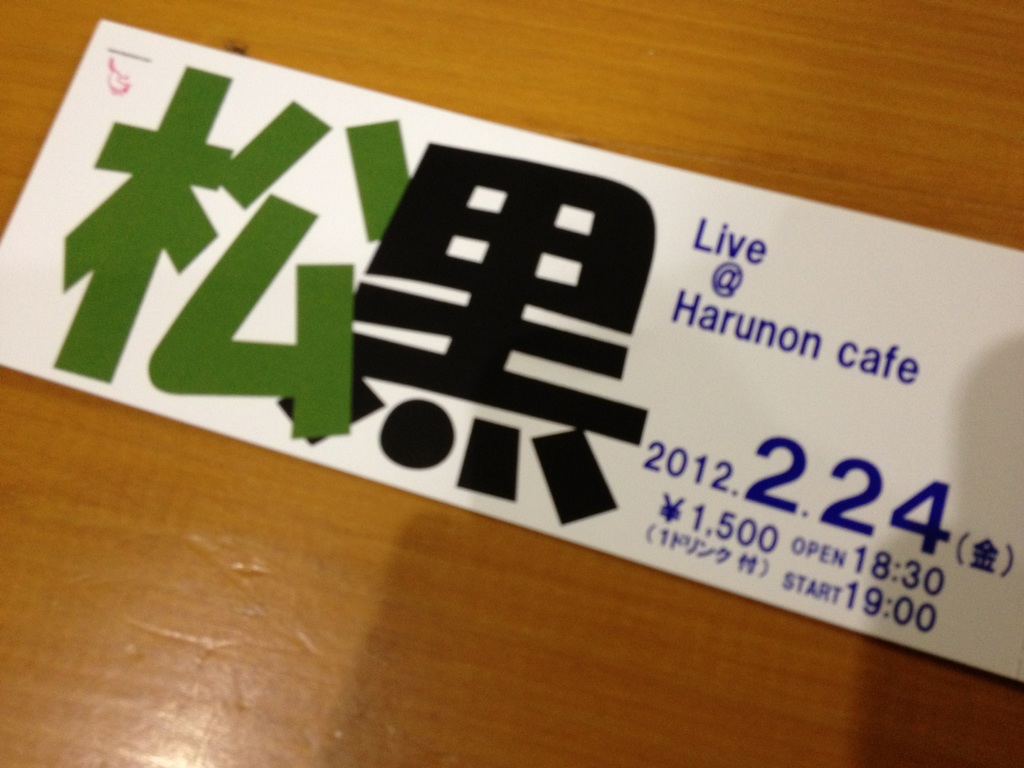 松黒
Live
@
Harunon cafe
2012.2.24(金)
¥1,500 OPEN 18:30
(1ドリンク付) START 19:00